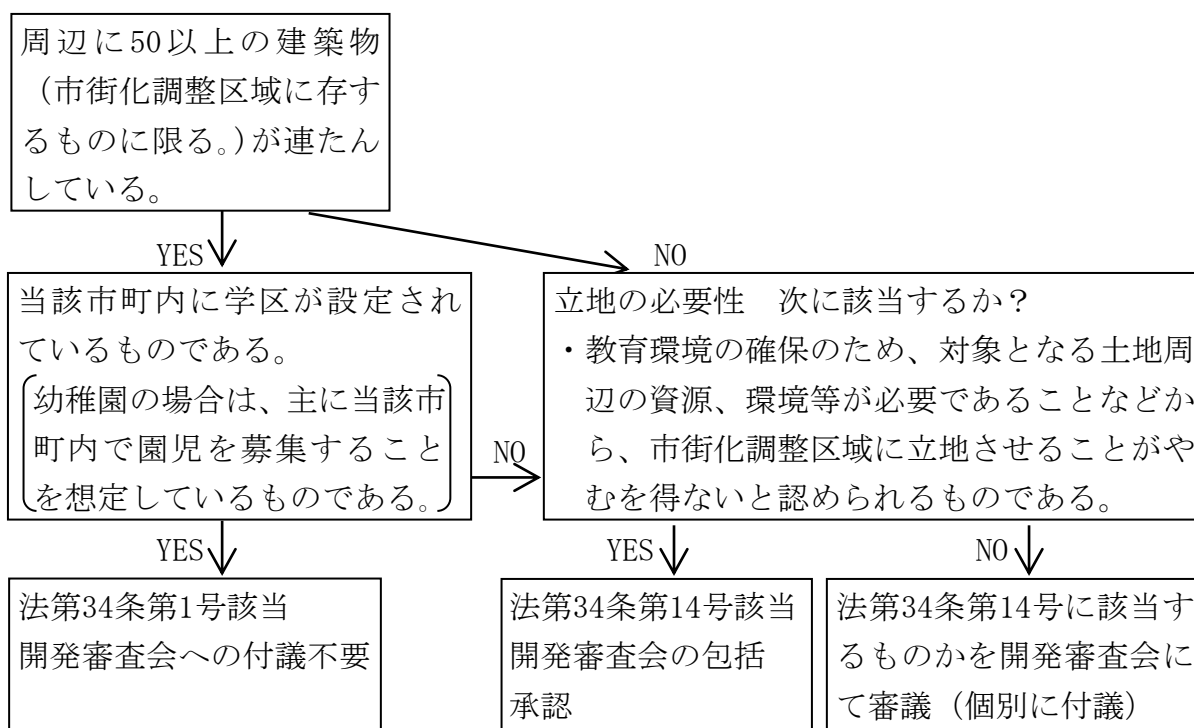 周辺に50以上の建築物
（市街化調整区域に存す
るものに限る。）が連たん
している。
YES
NO
当該市町内に学区が設定され
ているものである。
幼稚園の場合は、主に当該市
町内で園児を募集すること
を想定しているものである。
NO
立地の必要性　次に該当するか？
・教育環境の確保のため、対象となる土地周
辺の資源、環境等が必要であることなどか
ら、市街化調整区域に立地させることがや
むを得ないと認められるものである。
YES
YES
NO
法第34条第1号該当
開発審査会への付議不要
法第34条第14号該当
開発審査会の包括
承認
法第34条第14号に該当す
るものかを開発審査会に
て審議（個別に付議）